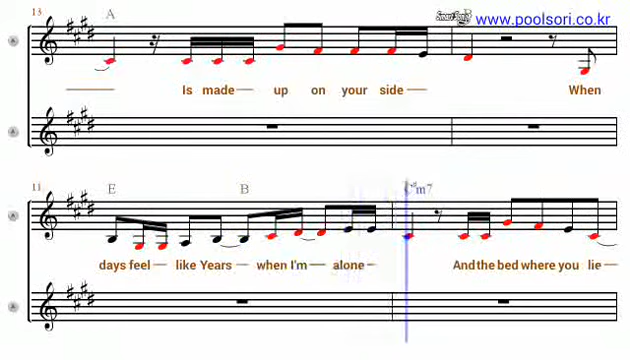 13 A B www.poolsori.co.kr
Is made up on your side When
11 E B C#m7
days feel like Years when I'm alone And the bed where you lie